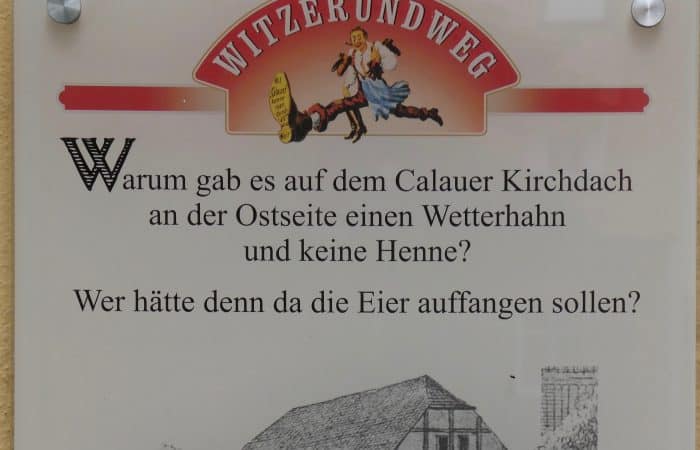 WITZERUNDWEG
Warum gab es auf dem Calauer Kirchdach
an der Ostseite einen Wetterhahn
und keine Henne?
Wer hätte denn da die Eier auffangen sollen?